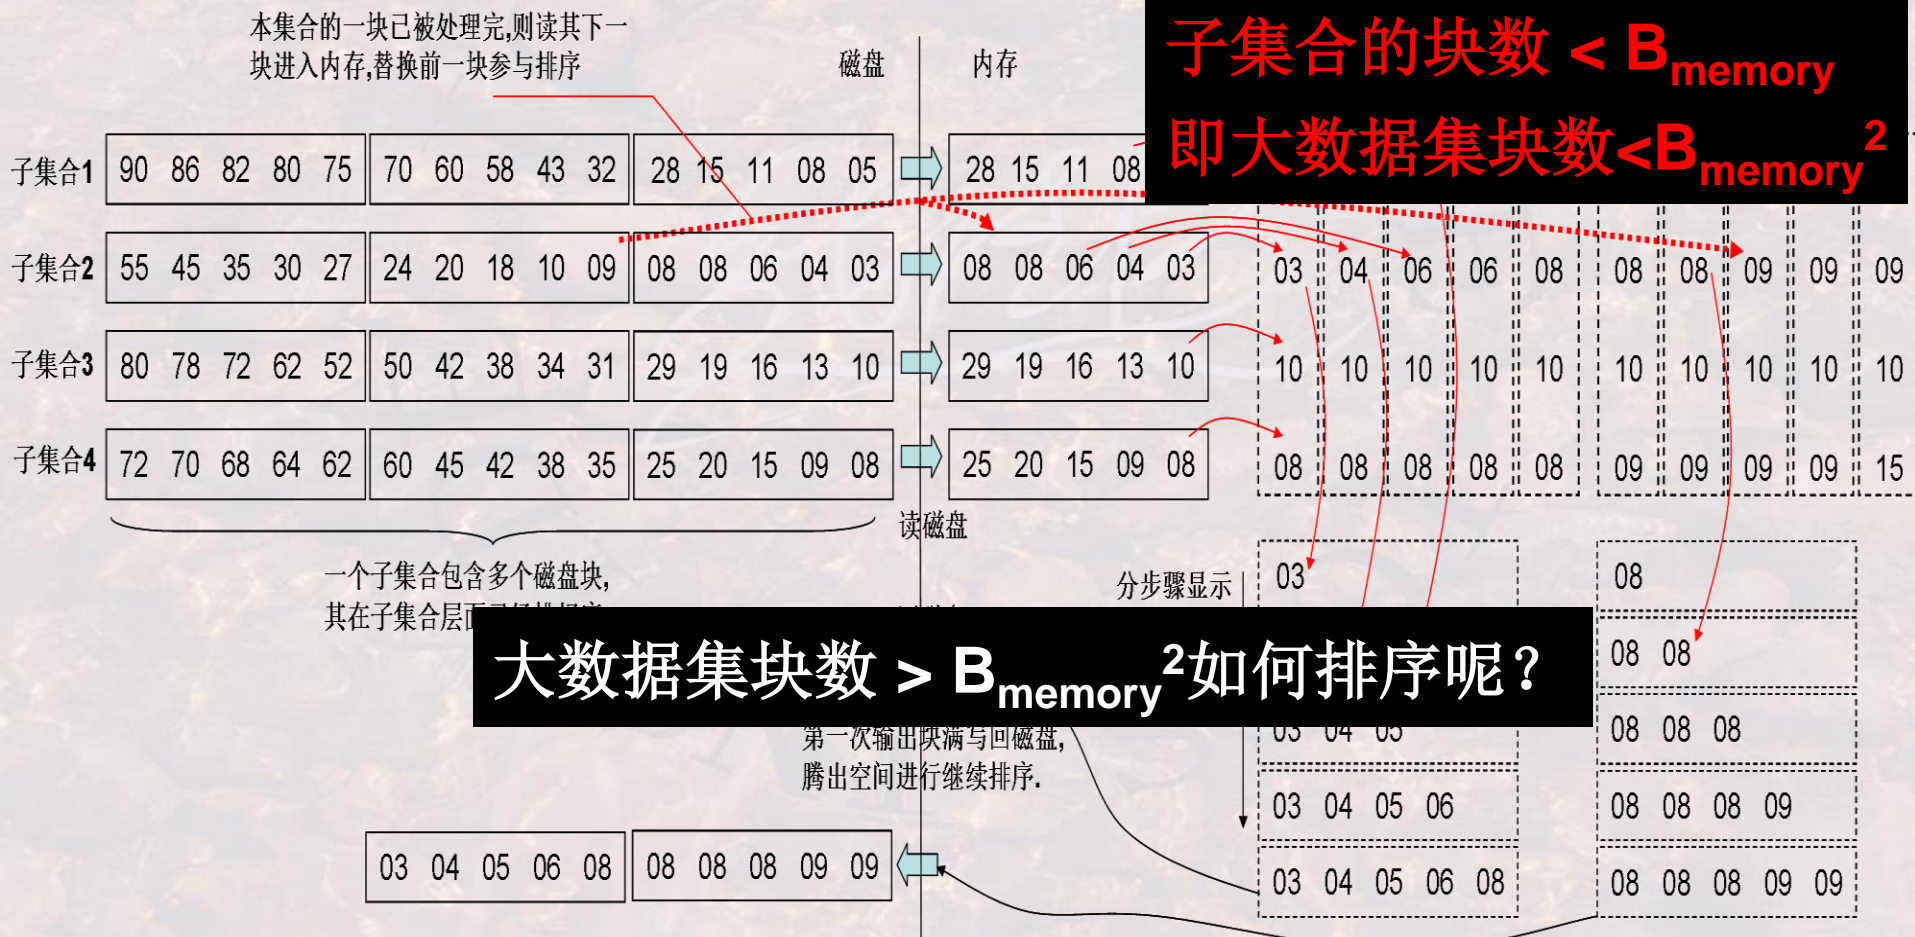 本集合的一块已被处理完,则读其下一
块进入内存,替换前一块参与排序
磁盘
内存
子集合的块数 < Bmemory
即大数据集块数<Bmemory²
子集合1 90 86 82 80 75 70 60 58 43 32 28 15 11 08 05 28 15 11 08
子集合2 55 45 35 30 27 24 20 18 10 09 08 08 06 04 03 08 08 06 04 03 03 04 06 06 08 08 08 09 09 09
子集合3 80 78 72 62 52 50 42 38 34 31 29 19 16 13 10 29 19 16 13 10 10 10 10 10 10 10 10 10 10 10
子集合4 72 70 68 64 62 60 45 42 38 35 25 20 15 09 08 25 20 15 09 08 08 08 08 08 08 09 09 09 09 15
读磁盘
一个子集合包含多个磁盘块,
其在子集合层面
分步骤显示
03
08
大数据集块数 > Bmemory²如何排序呢？
08 08
第一次输出块满写回磁盘,
腾出空间进行继续排序.
03 04 05
08 08 08
03 04 05 06
08 08 08 09
03 04 05 06 08
08 08 08 09 09
03 04 05 06 08
08 08 08 09 09